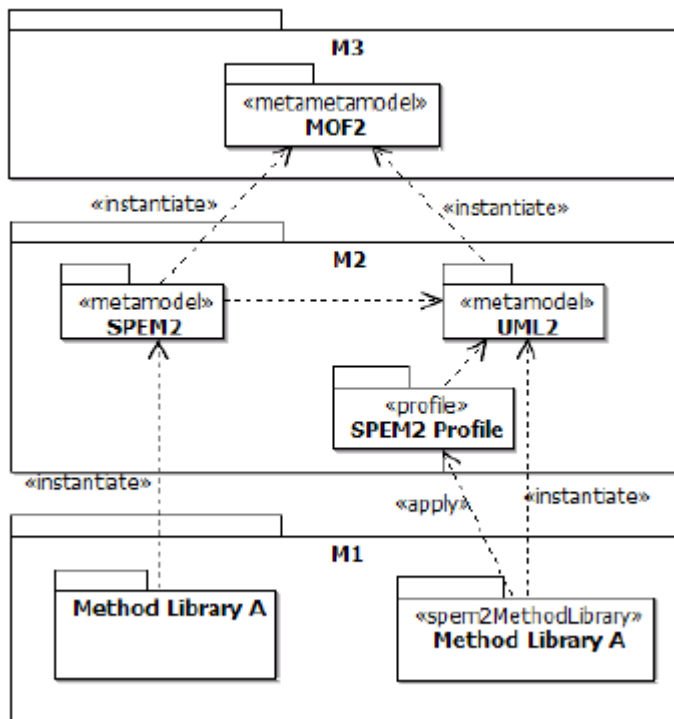 M3
«metametamodel»
MOF2
«instantiate»
«instantiate»
M2
«metamodel»
SPEM2
«metamodel»
UML2
«profile»
SPEM2 Profile
«instantiate»
«apply»
«instantiate»
M1
Method Library A
«spem2MethodLibrary»
Method Library A